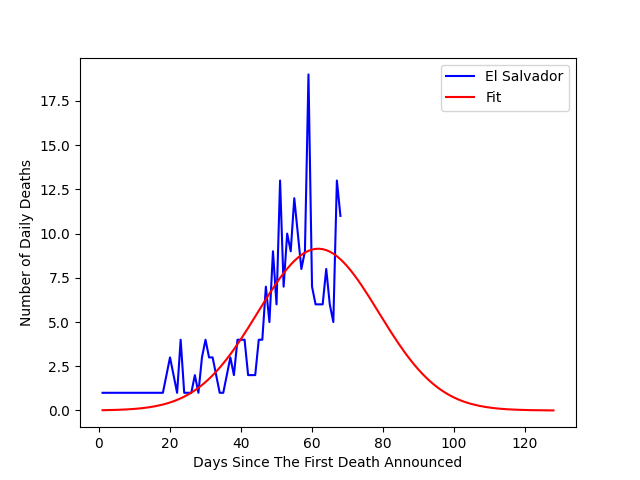 El Salvador
Fit
Number of Daily Deaths
17.5
15.0
12.5
10.0
7.5
5.0
2.5
0.0
0 20 40 60 80 100 120
Days Since The First Death Announced